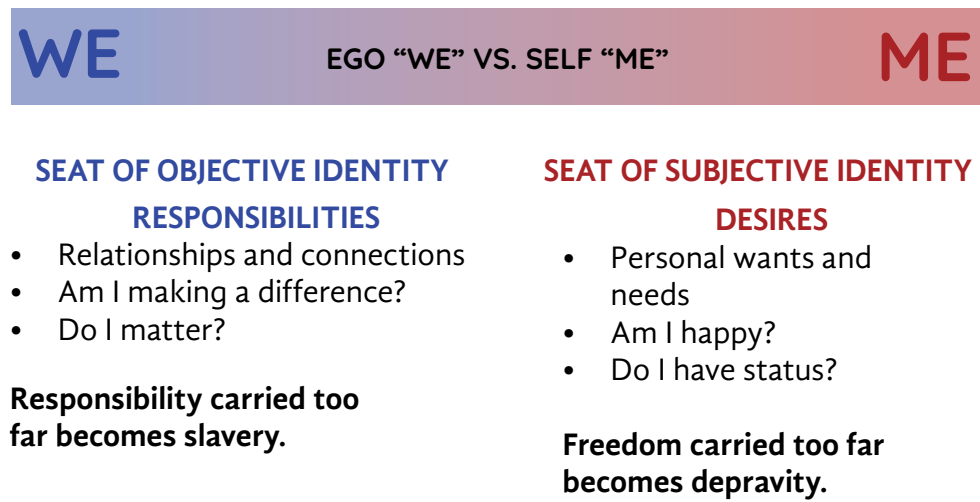 WE
EGO “WE” VS. SELF “ME”
ME
SEAT OF OBJECTIVE IDENTITY
RESPONSIBILITIES
• Relationships and connections
• Am I making a difference?
• Do I matter?
Responsibility carried too
far becomes slavery.
SEAT OF SUBJECTIVE IDENTITY
DESIRES
• Personal wants and
needs
• Am I happy?
• Do I have status?
Freedom carried too far
becomes depravity.